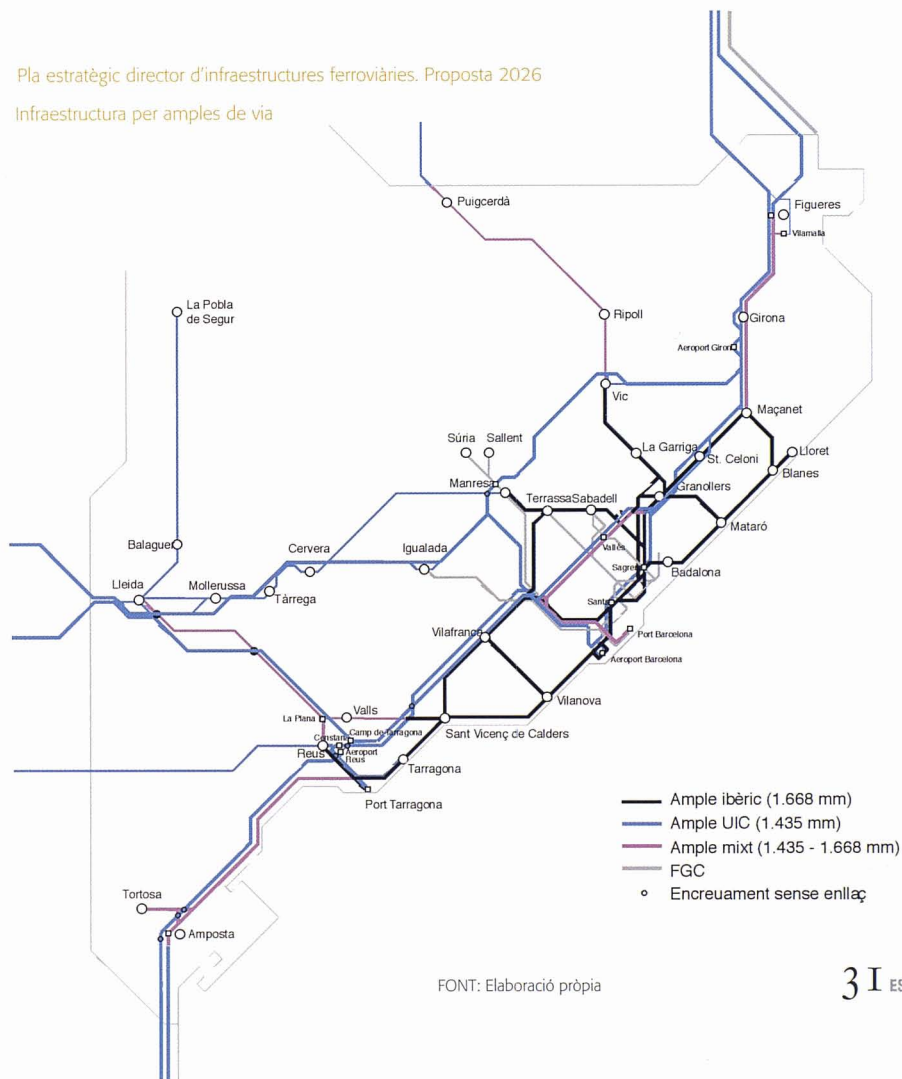 Pla estratègic director d'infraestructures ferroviàries. Proposta 2026
Infraestructura per amples de via
Puigcerdà
Figueres
Vilamalla
La Pobla
de Segur
Ripoll
Girona
Aeroport Giron
Vic
Maçanet
Súria
Sallent
La Garriga
St. Celoni
Lloret
Manresa
Granollers
Blanes
Terrassa
Sabadell
Mataró
Balaguer
Cervera
Igualada
Vallès
Sagrera
Badalona
Lleida
Mollerussa
Tàrrega
Sants
Port Barcelona
Vilafranca
Aeroport Barcelona
Vilanova
La Plana
Valls
Sant Vicenç de Calders
Constantí
Camp de Tarragona
Reus
Aeroport
Reus
Tarragona
Port Tarragona
Ample ibèric (1.668 mm)
Ample UIC (1.435 mm)
Ample mixt (1.435 - 1.668 mm)
FGC
Encreuament sense enllaç
Tortosa
Amposta
FONT: Elaboració pròpia
31 ES